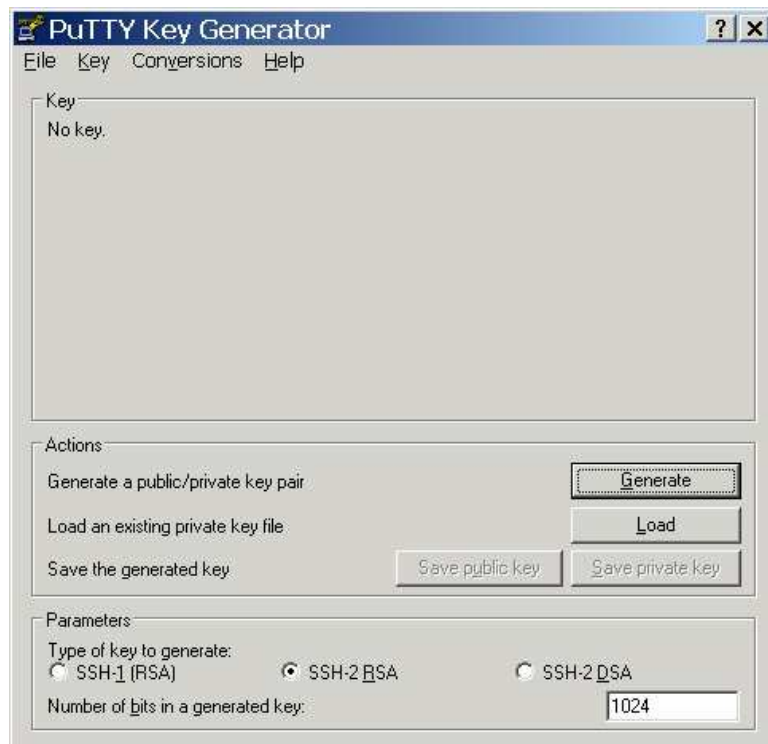 PuTTY Key Generator
? X
File Key Conversions Help
Key
No key.
Actions
Generate a public/private key pair Generate
Load an existing private key file Load
Save the generated key Save public key Save private key
Parameters
Type of key to generate:
SSH-1 (RSA) SSH-2 RSA SSH-2 DSA
Number of bits in a generated key: 1024